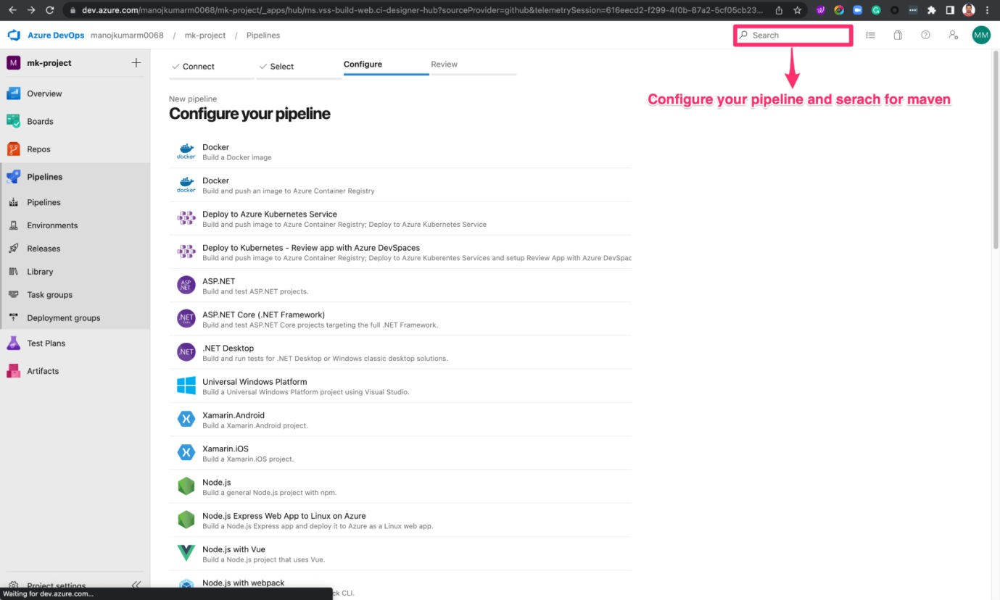 dev.azure.com/manojkumarm0068/mk-project/_apps/hub/ms.vss-build-web.ci-designer-hub?sourceProvider=github&telemetrySession=616eecd2-f299-4f0b-87a2-5cf05cb23...
Azure DevOps manojkumarm0068 / mk-project / Pipelines
Search
MM
M mk-project
Overview
Boards
Repos
Pipelines
Pipelines
Environments
Releases
Library
Task groups
Deployment groups
Test Plans
Artifacts
Project settings
Waiting for dev.azure.com...
Connect Select Configure Review
New pipeline
Configure your pipeline
Configure your pipeline and serach for maven
docker
Docker
Build a Docker image
docker
Docker
Build and push an image to Azure Container Registry
Deploy to Azure Kubernetes Service
Build and push image to Azure Container Registry; Deploy to Azure Kubernetes Service
Deploy to Kubernetes - Review app with Azure DevSpaces
Build and push image to Azure Container Registry; Deploy to Azure Kuberentes Services and setup Review App with Azure DevSpac
ASP
.NET
ASP.NET
Build and test ASP.NET projects.
.NET
Core
ASP.NET Core (.NET Framework)
Build and test ASP.NET Core projects targeting the full .NET Framework.
.NET
.NET Desktop
Build and run tests for .NET Desktop or Windows classic desktop solutions.
Universal Windows Platform
Build a Universal Windows Platform project using Visual Studio.
Xamarin.Android
Build a Xamarin.Android project.
Xamarin.iOS
Build a Xamarin.iOS project.
Node.js
Build a general Node.js project with npm.
Node.js Express Web App to Linux on Azure
Build a Node.js Express app and deploy it to Azure as a Linux web app.
Node.js with Vue
Build a Node.js project that uses Vue.
Node.js with webpack
ck CLI.